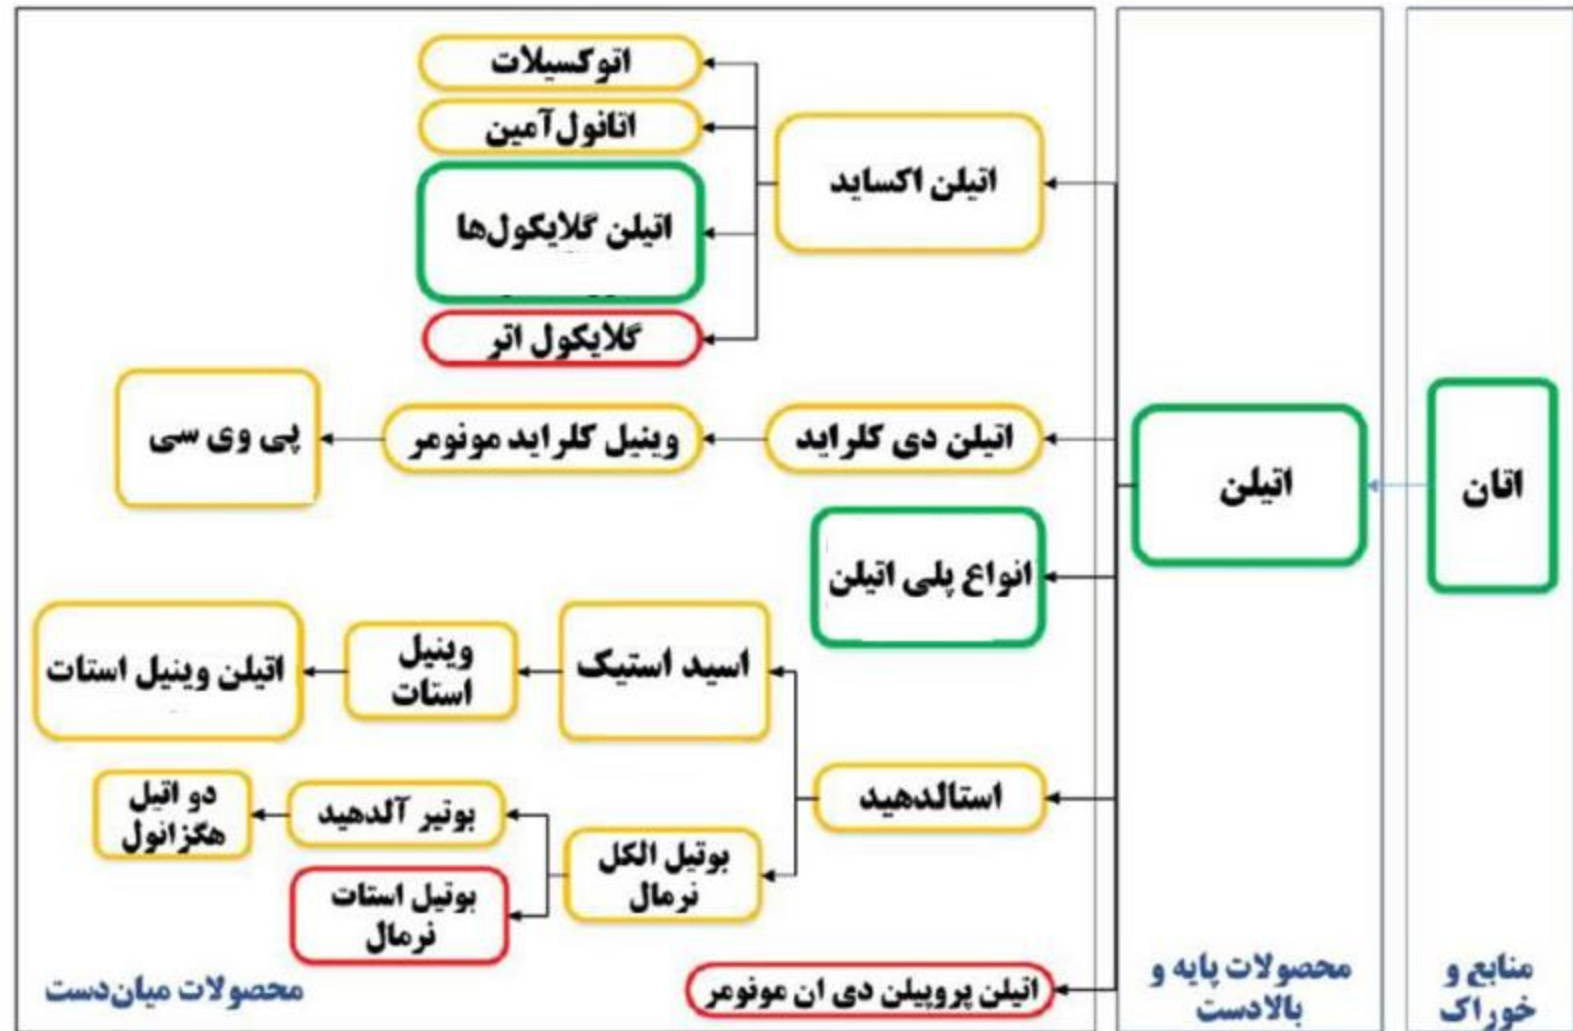 اتان
منابع و
خوراک
اتیلن
محصولات پایه و
بالادست
اتیلن اکساید
اتوکسیلات
اتانول‌آمین
اتیلن گلایکول‌ها
گلایکول اتر
اتیلن دی کلراید
وینیل کلراید مونومر
پی وی سی
انواع پلی اتیلن
استالدهید
اسید استیک
وینیل
استات
اتیلن وینیل استات
بوتیل الکل
نرمال
بوتیر آلدهید
دو اتیل
هگزانول
بوتیل استات
نرمال
اتیلن پروپیلن دی ان مونومر
محصولات میان‌دست